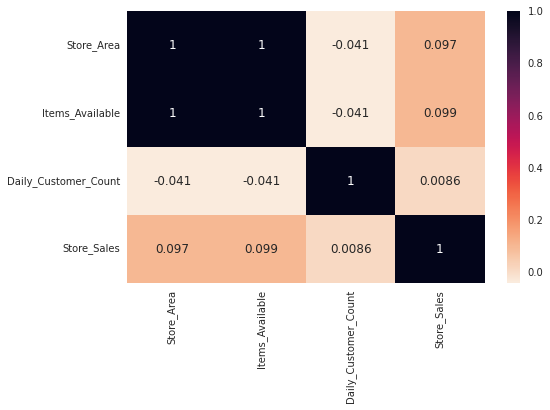 Store_Area 1 1 -0.041 0.097
Items_Available 1 1 -0.041 0.099
Daily_Customer_Count -0.041 -0.041 1 0.0086
Store_Sales 0.097 0.099 0.0086 1
Store_Area
Items_Available
Daily_Customer_Count
Store_Sales
1.0
0.8
0.6
0.4
0.2
0.0